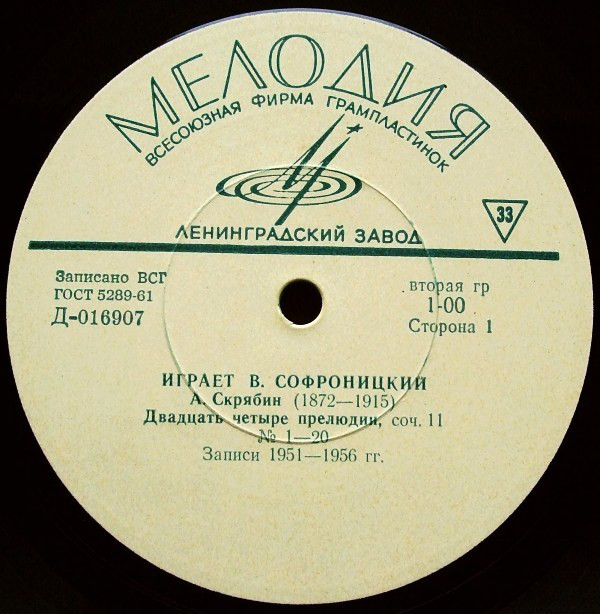 МЕЛОДИЯ
ВСЕСОЮЗНАЯ ФИРМА ГРАМПЛАСТИНОК
33
ЛЕНИНГРАДСКИЙ ЗАВОД
Записано ВСГ
ГОСТ 5289-61
Д-016907
вторая гр
1-00
Сторона 1
ИГРАЕТ В. СОФРОНИЦКИЙ
А. Скрябин (1872—1915)
Двадцать четыре прелюдии, соч. 11
№ 1—20
Записи 1951—1956 гг.